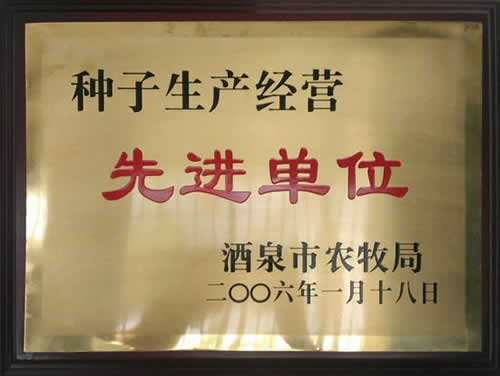 种子生产经营
先进单位
酒泉市农牧局
二〇〇六年一月十八日